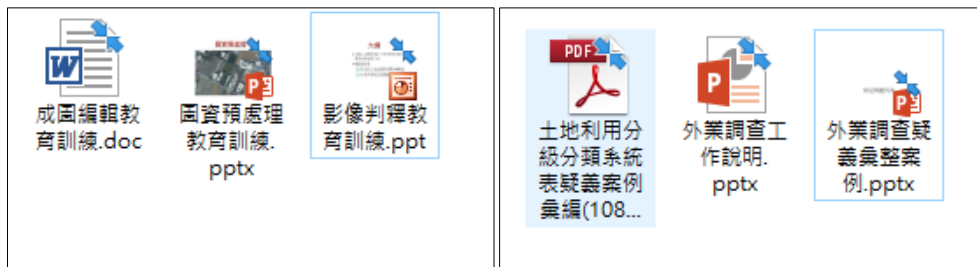 成圖編輯教
育訓練.doc
圖資預處理
教育訓練.
pptx
影像判釋教
育訓練.ppt
PDF
土地利用分
級分類系統
表疑義案例
彙編(108...
外業調查工
作說明.
pptx
外業調查疑
義彙整案
例.pptx